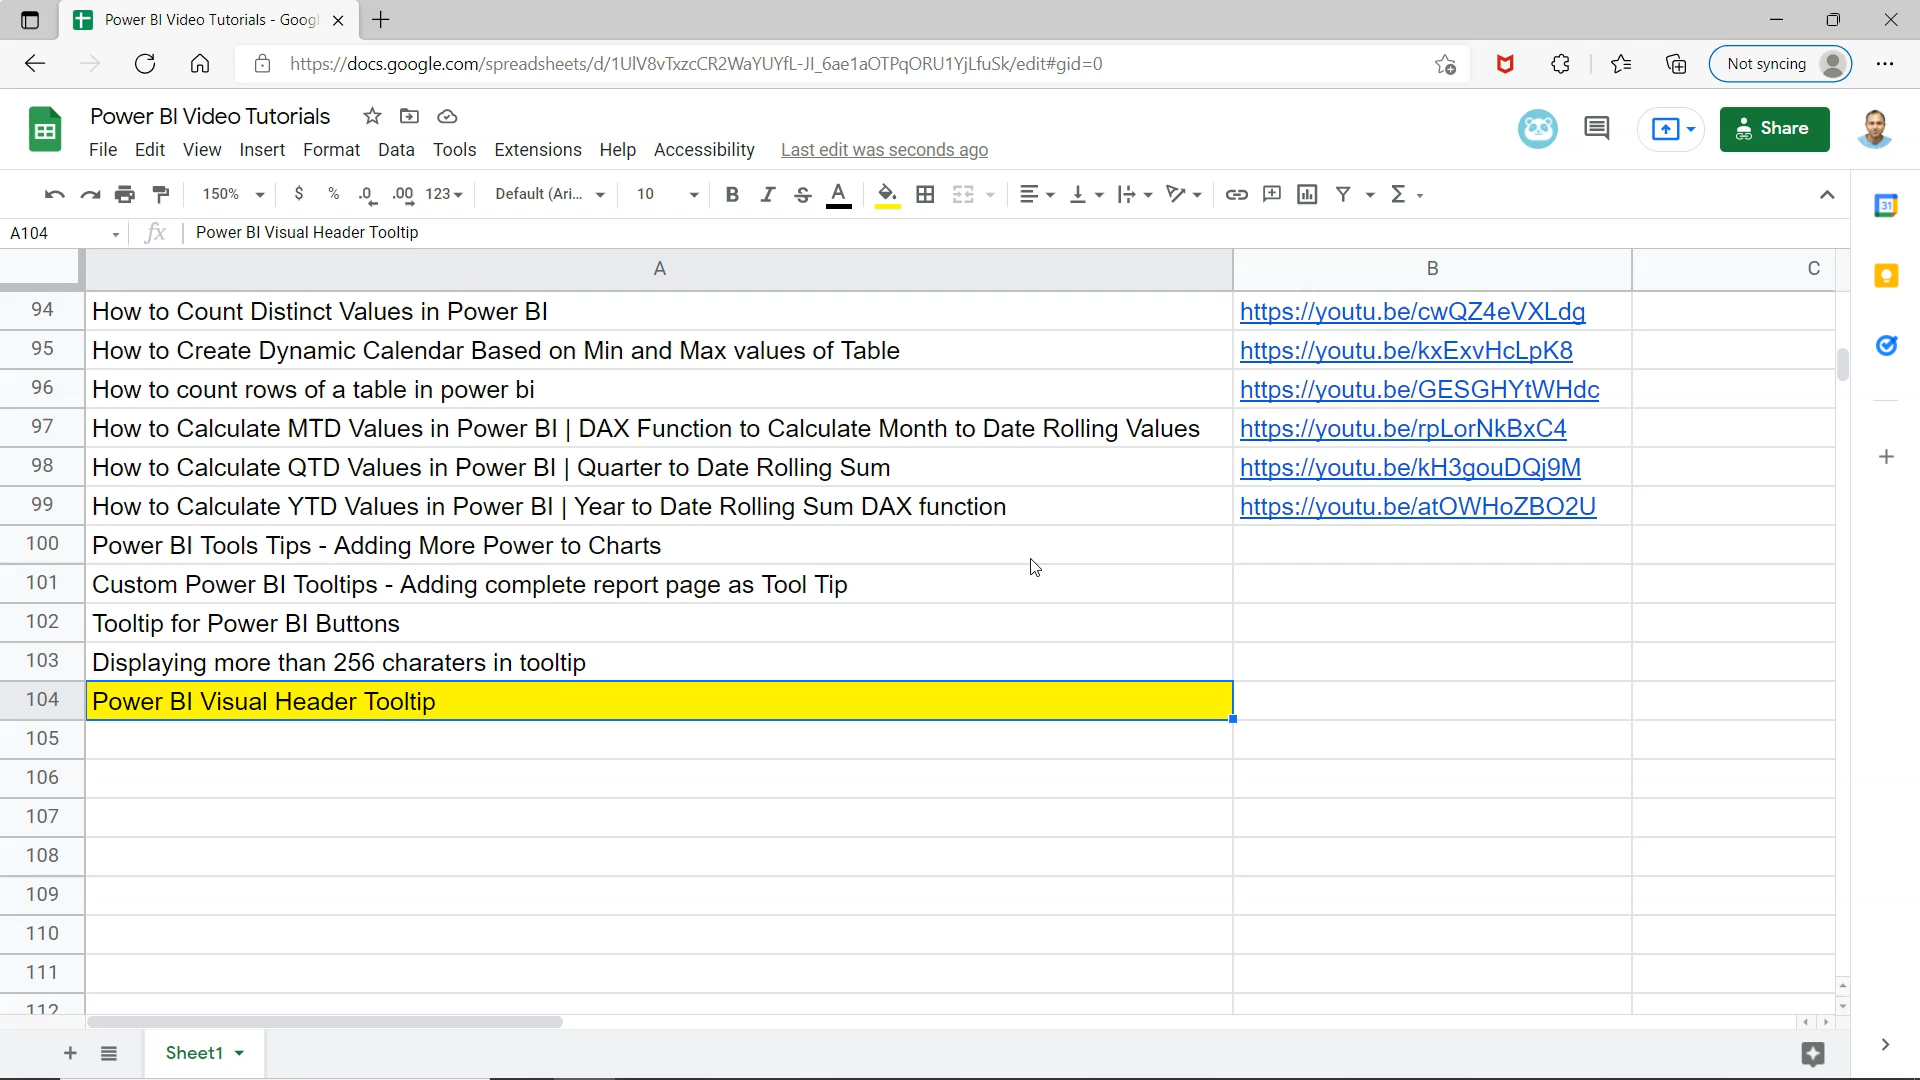 Power BI Video Tutorials - Googl
https://docs.google.com/spreadsheets/d/1UlV8vTxzcCR2WaYUYfL-JI_6ae1aOTPqORU1YjLfuSk/edit#gid=0
Not syncing
Power BI Video Tutorials
File Edit View Insert Format Data Tools Extensions Help Accessibility Last edit was seconds ago
Share
150% $ % .0 .00 123 Default (Ari... 10 B I S A
31
A104 fx Power BI Visual Header Tooltip
A B C
94 How to Count Distinct Values in Power BI https://youtu.be/cwQZ4eVXLdg
95 How to Create Dynamic Calendar Based on Min and Max values of Table https://youtu.be/kxExvHcLpK8
96 How to count rows of a table in power bi https://youtu.be/GESGHYtWHdc
97 How to Calculate MTD Values in Power BI | DAX Function to Calculate Month to Date Rolling Values https://youtu.be/rpLorNkBxC4
98 How to Calculate QTD Values in Power BI | Quarter to Date Rolling Sum https://youtu.be/kH3gouDQj9M
99 How to Calculate YTD Values in Power BI | Year to Date Rolling Sum DAX function https://youtu.be/atOWHoZBO2U
100 Power BI Tools Tips - Adding More Power to Charts
101 Custom Power BI Tooltips - Adding complete report page as Tool Tip
102 Tooltip for Power BI Buttons
103 Displaying more than 256 charaters in tooltip
104 Power BI Visual Header Tooltip
105
106
107
108
109
110
111
112
Sheet1